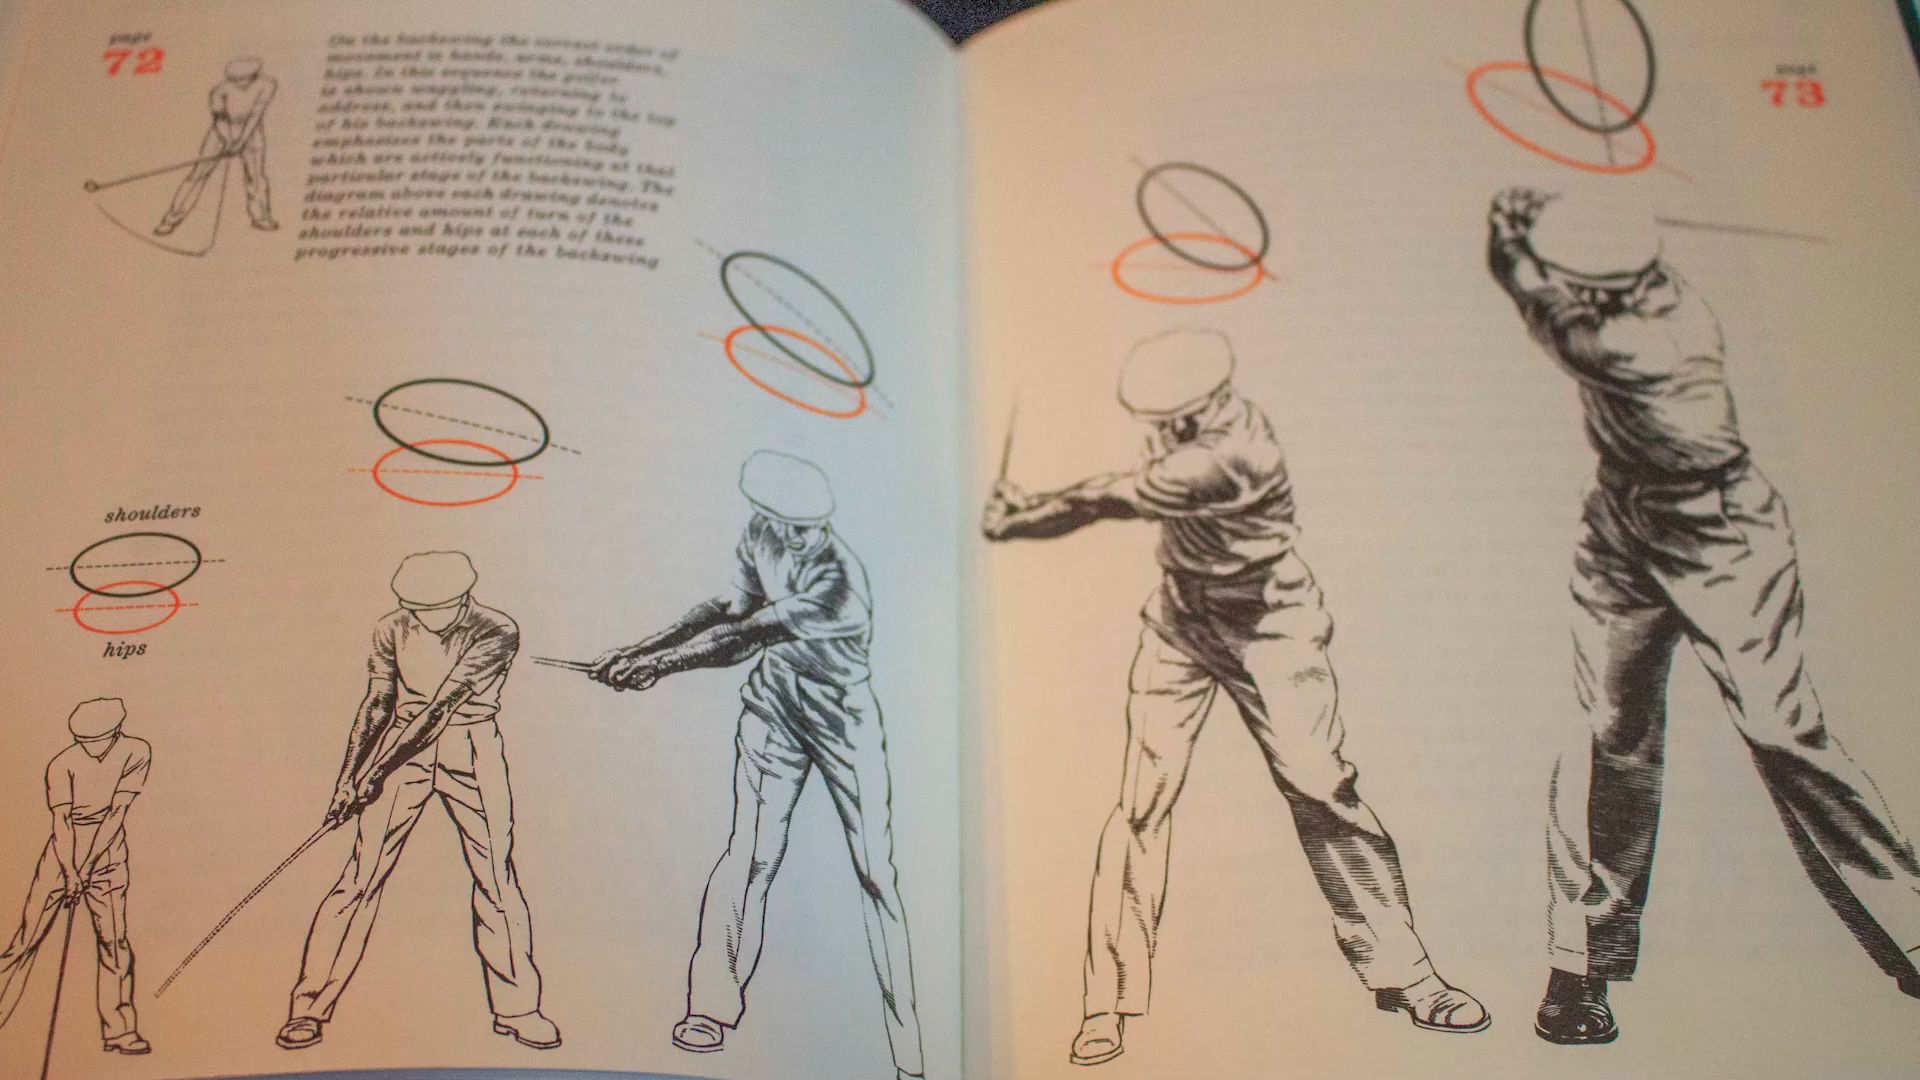 page
72
On the backswing the correct order of
movement is hands, arms, shoulders,
hips. In this sequence the golfer
is shown waggling, returning to
address, and then swinging to the top
of his backswing. Each drawing
emphasizes the parts of the body
which are actively functioning at that
particular stage of the backswing. The
diagram above each drawing denotes
the relative amount of turn of the
shoulders and hips at each of these
progressive stages of the backswing
shoulders
hips
page
73